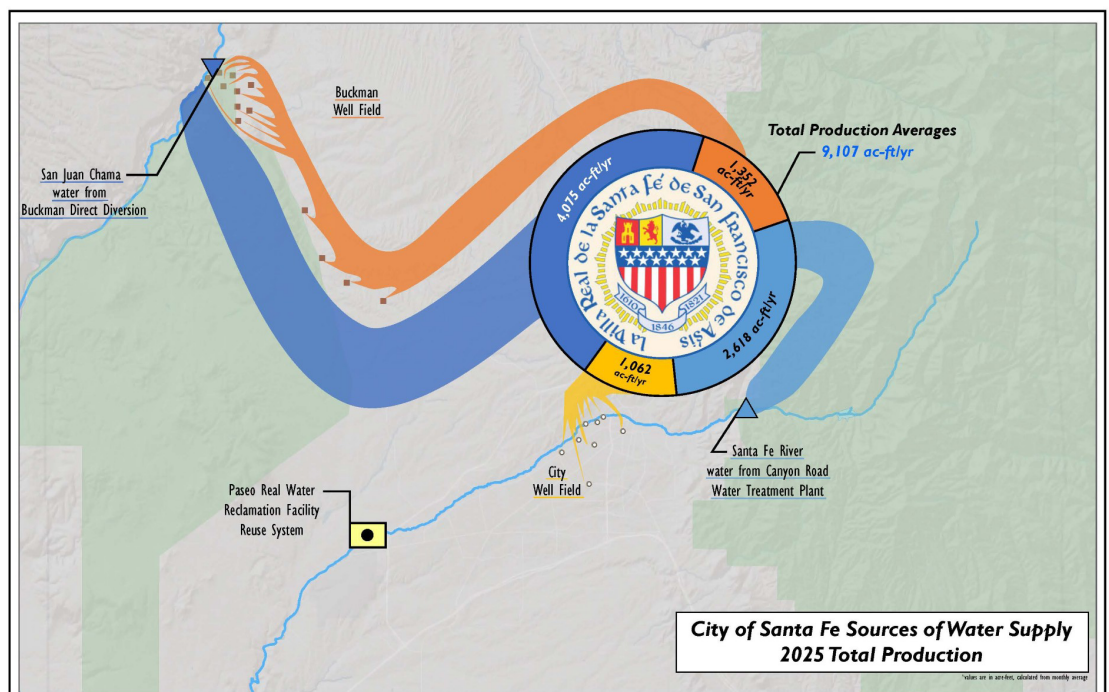 Buckman
Well Field
San Juan Chama
water from
Buckman Direct Diversion
Total Production Averages
9,107 ac-ft/yr
4,075 ac-ft/yr
1,352
ac-ft/yr
2,618 ac-ft/yr
1,062
ac-ft/yr
La Villa Real de la Santa Fé de San Francisco de Asís
1610
1846
1821
City
Well Field
Santa Fe River
water from Canyon Road
Water Treatment Plant
Paseo Real Water
Reclamation Facility
Reuse System
City of Santa Fe Sources of Water Supply
2025 Total Production
*values are in acre-feet, calculated from monthly average